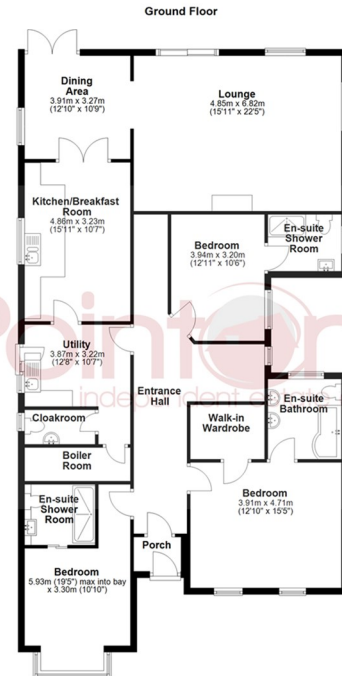 Ground Floor
Dining
Area
3.91m x 3.27m
(12'10" x 10'9")
Lounge
4.85m x 6.82m
(15'11" x 22'5")
Kitchen/Breakfast
Room
4.86m x 3.23m
(15'11" x 10'7")
Bedroom
3.94m x 3.20m
(12'11" x 10'6")
En-suite
Shower
Room
Utility
3.87m x 3.22m
(12'8" x 10'7")
Entrance
Hall
En-suite
Bathroom
Cloakroom
Walk-in
Wardrobe
Boiler
Room
En-suite
Shower
Room
Bedroom
3.91m x 4.71m
(12'10" x 15'5")
Porch
Bedroom
5.93m (19'5") max into bay
x 3.30m (10'10")